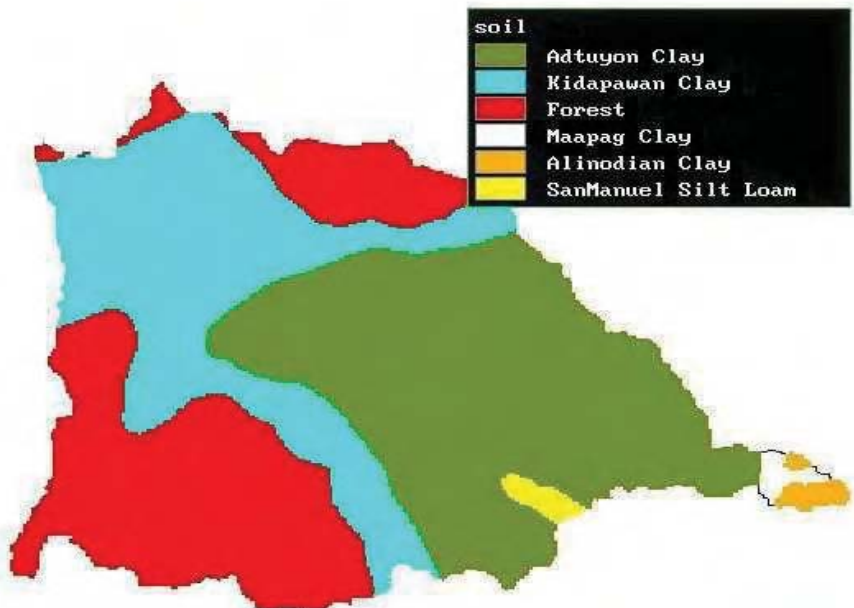 soil
Adtuyon Clay
Kidapawan Clay
Forest
Maapag Clay
Alinodian Clay
SanManuel Silt Loam